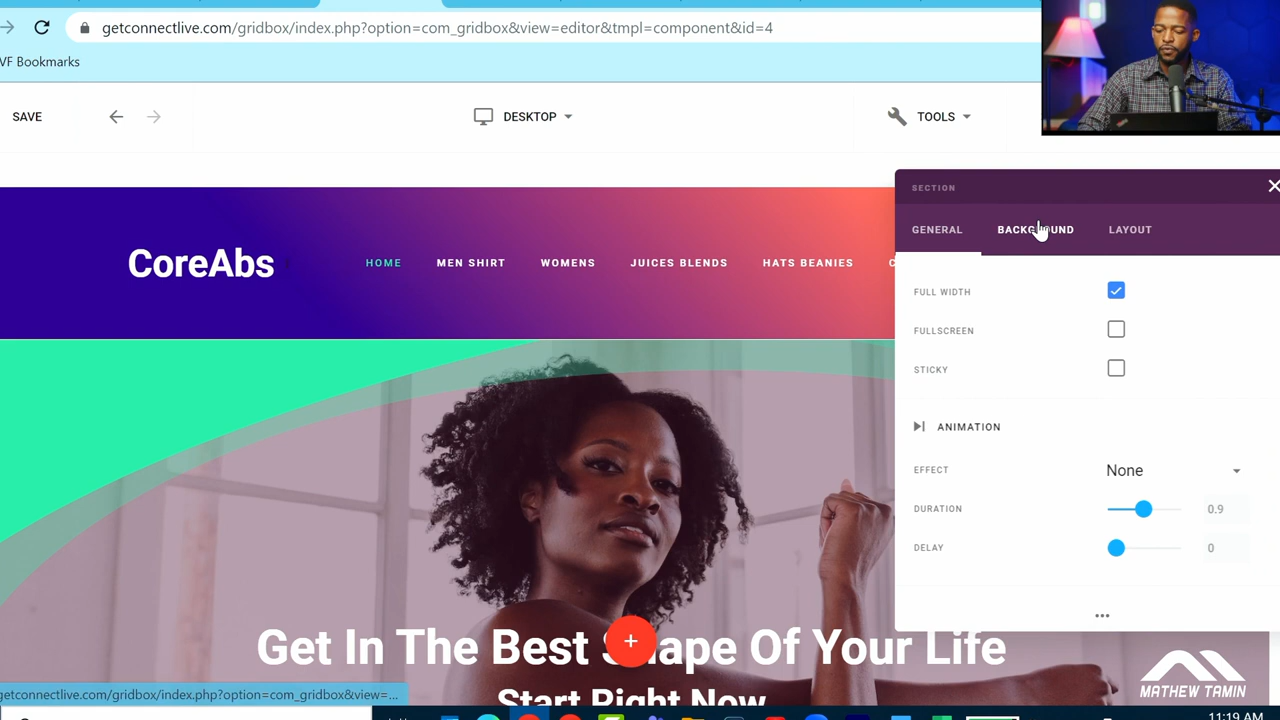 getconnectlive.com/gridbox/index.php?option=com_gridbox&view=editor&tmpl=component&id=4
VF Bookmarks
SAVE
DESKTOP
TOOLS
SECTION
GENERAL
BACKGROUND
LAYOUT
CoreAbs
HOME
MEN SHIRT
WOMENS
JUICES BLENDS
HATS BEANIES
FULL WIDTH
FULLSCREEN
STICKY
ANIMATION
EFFECT
None
DURATION
0.9
DELAY
0
Get In The Best Shape Of Your Life
Start Right Now
MATHEW TAMIN
getconnectlive.com/gridbox/index.php?option=com_gridbox&view=...
11:19 AM